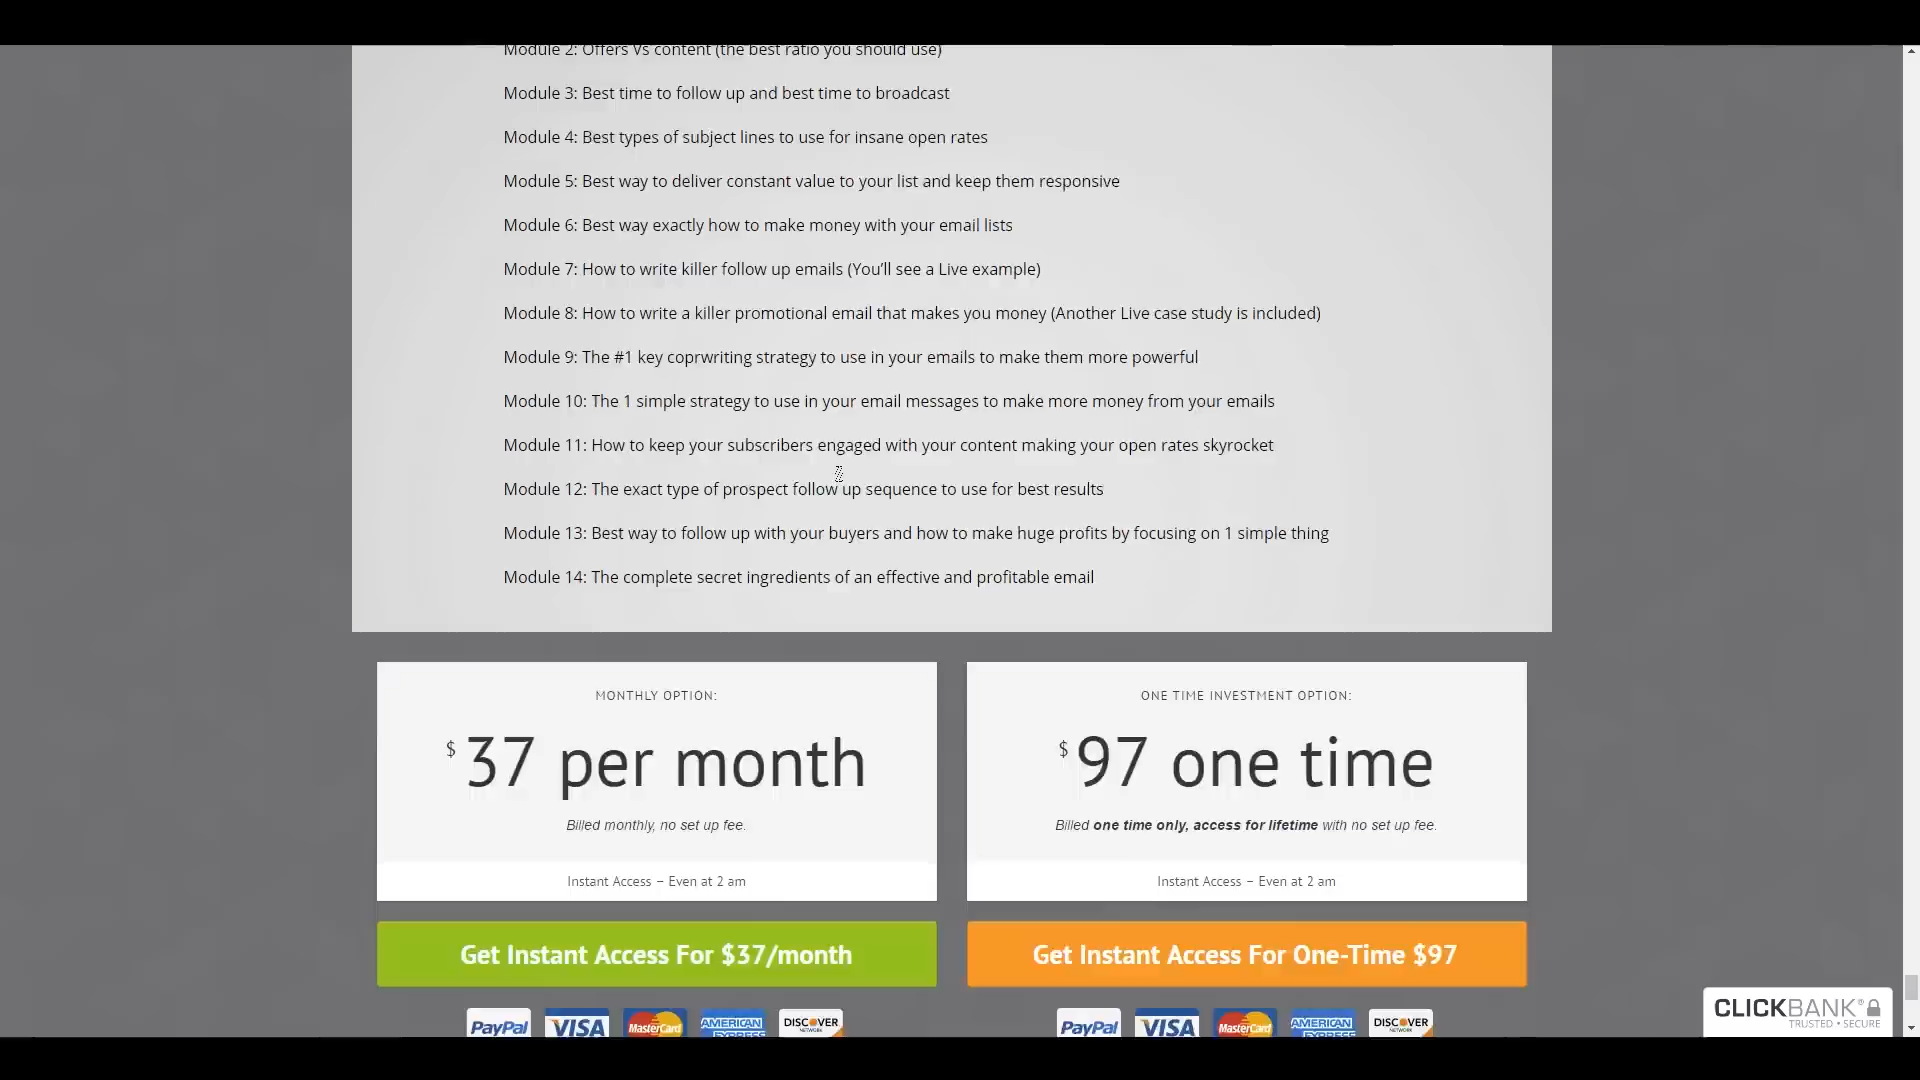 Module 2: Offers Vs content (the best ratio you should use)
Module 3: Best time to follow up and best time to broadcast
Module 4: Best types of subject lines to use for insane open rates
Module 5: Best way to deliver constant value to your list and keep them responsive
Module 6: Best way exactly how to make money with your email lists
Module 7: How to write killer follow up emails (You’ll see a Live example)
Module 8: How to write a killer promotional email that makes you money (Another Live case study is included)
Module 9: The #1 key coprwriting strategy to use in your emails to make them more powerful
Module 10: The 1 simple strategy to use in your email messages to make more money from your emails
Module 11: How to keep your subscribers engaged with your content making your open rates skyrocket
Module 12: The exact type of prospect follow up sequence to use for best results
Module 13: Best way to follow up with your buyers and how to make huge profits by focusing on 1 simple thing
Module 14: The complete secret ingredients of an effective and profitable email
MONTHLY OPTION:
$37 per month
Billed monthly, no set up fee.
Instant Access – Even at 2 am
Get Instant Access For $37/month
PayPal VISA MasterCard AMERICAN EXPRESS DISCOVER NETWORK
ONE TIME INVESTMENT OPTION:
$97 one time
Billed one time only, access for lifetime with no set up fee.
Instant Access – Even at 2 am
Get Instant Access For One-Time $97
PayPal VISA MasterCard AMERICAN EXPRESS DISCOVER NETWORK
CLICKBANK®
TRUSTED • SECURE